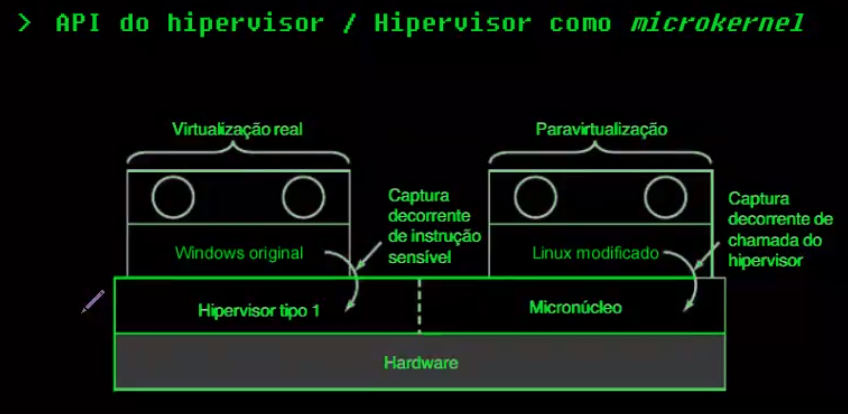 > API do hipervisor / Hipervisor como microkernel
Virtualização real
Paravirtualização
Captura
decorrente
de instrução
sensível
Captura
decorrente de
chamada do
hipervisor
Windows original
Linux modificado
Hipervisor tipo 1
Micronúcleo
Hardware